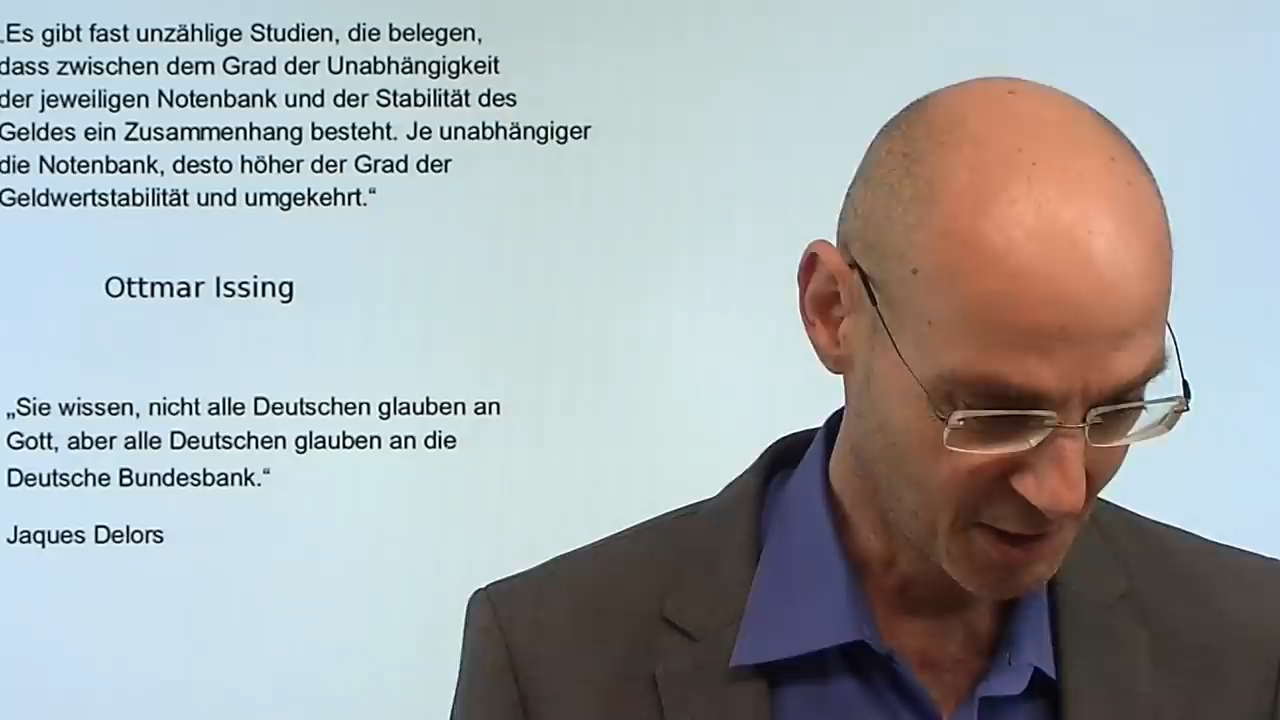 „Es gibt fast unzählige Studien, die belegen,
dass zwischen dem Grad der Unabhängigkeit
der jeweiligen Notenbank und der Stabilität des
Geldes ein Zusammenhang besteht. Je unabhängiger
die Notenbank, desto höher der Grad der
Geldwertstabilität und umgekehrt.“
Ottmar Issing
„Sie wissen, nicht alle Deutschen glauben an
Gott, aber alle Deutschen glauben an die
Deutsche Bundesbank.“
Jaques Delors